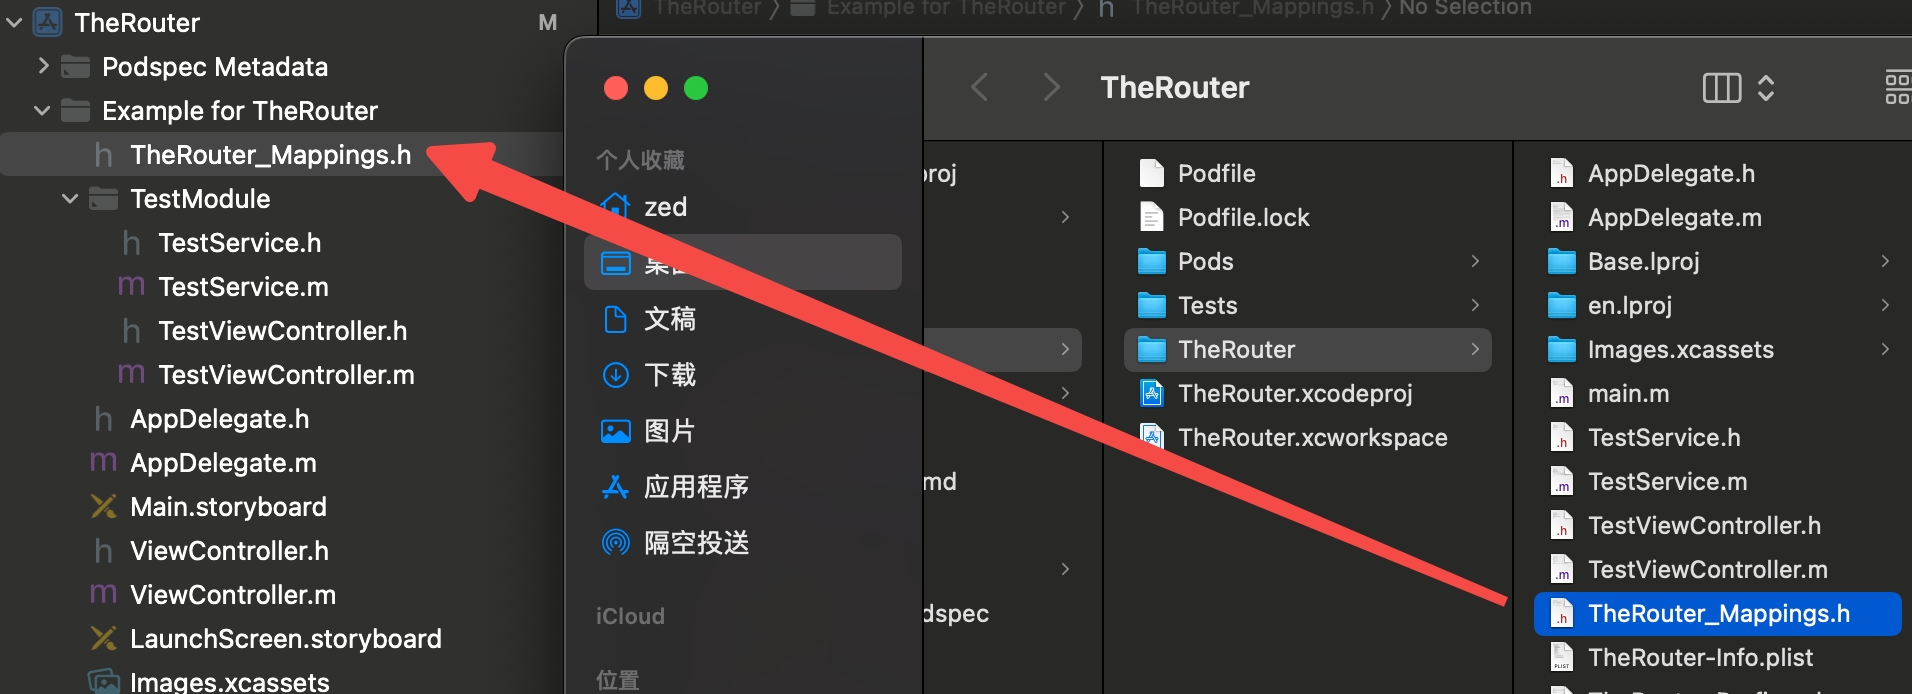 TheRouter
M
Podspec Metadata
Example for TheRouter
h TheRouter_Mappings.h
TestModule
h TestService.h
m TestService.m
h TestViewController.h
m TestViewController.m
h AppDelegate.h
m AppDelegate.m
Main.storyboard
h ViewController.h
m ViewController.m
LaunchScreen.storyboard
Images.xcassets
TheRouter
Example for TheRouter
h TheRouter_Mappings.h
No Selection
个人收藏
zed
文稿
下载
图片
应用程序
隔空投送
iCloud
位置
TheRouter
roj
md
dspec
Podfile
Podfile.lock
Pods
Tests
TheRouter
TheRouter.xcodeproj
TheRouter.xcworkspace
.h AppDelegate.h
.m AppDelegate.m
Base.lproj
en.lproj
Images.xcassets
.m main.m
.h TestService.h
.m TestService.m
.h TestViewController.h
.m TestViewController.m
.h TheRouter_Mappings.h
PLIST TheRouter-Info.plist